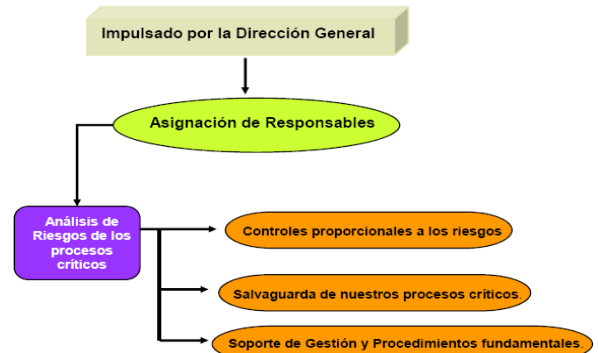 Impulsado por la Dirección General
Asignación de Responsables
Análisis de
Riesgos de los
procesos
críticos
Controles proporcionales a los riesgos
Salvaguarda de nuestros procesos críticos.
Soporte de Gestión y Procedimientos fundamentales.